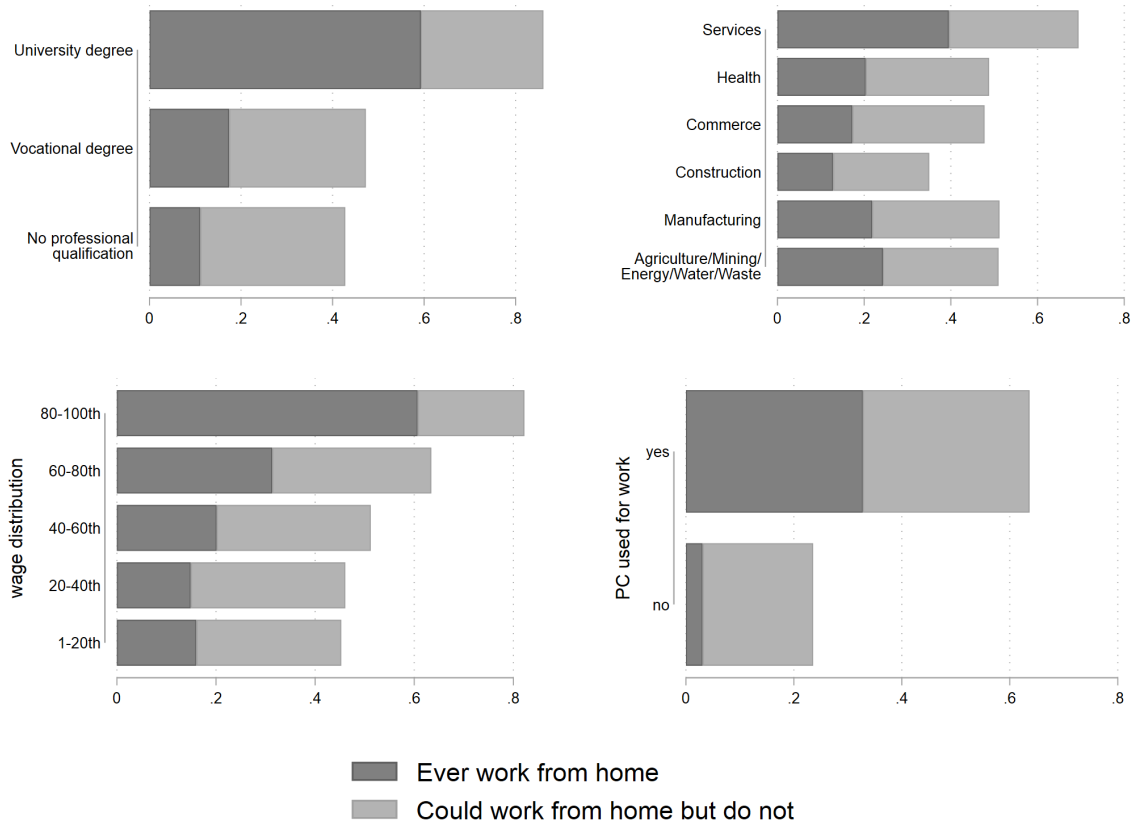 University degree
Vocational degree
No professional
qualification
0 .2 .4 .6 .8
Services
Health
Commerce
Construction
Manufacturing
Agriculture/Mining/
Energy/Water/Waste
0 .2 .4 .6 .8
wage distribution
80-100th
60-80th
40-60th
20-40th
1-20th
0 .2 .4 .6 .8
PC used for work
yes
no
0 .2 .4 .6 .8
Ever work from home
Could work from home but do not